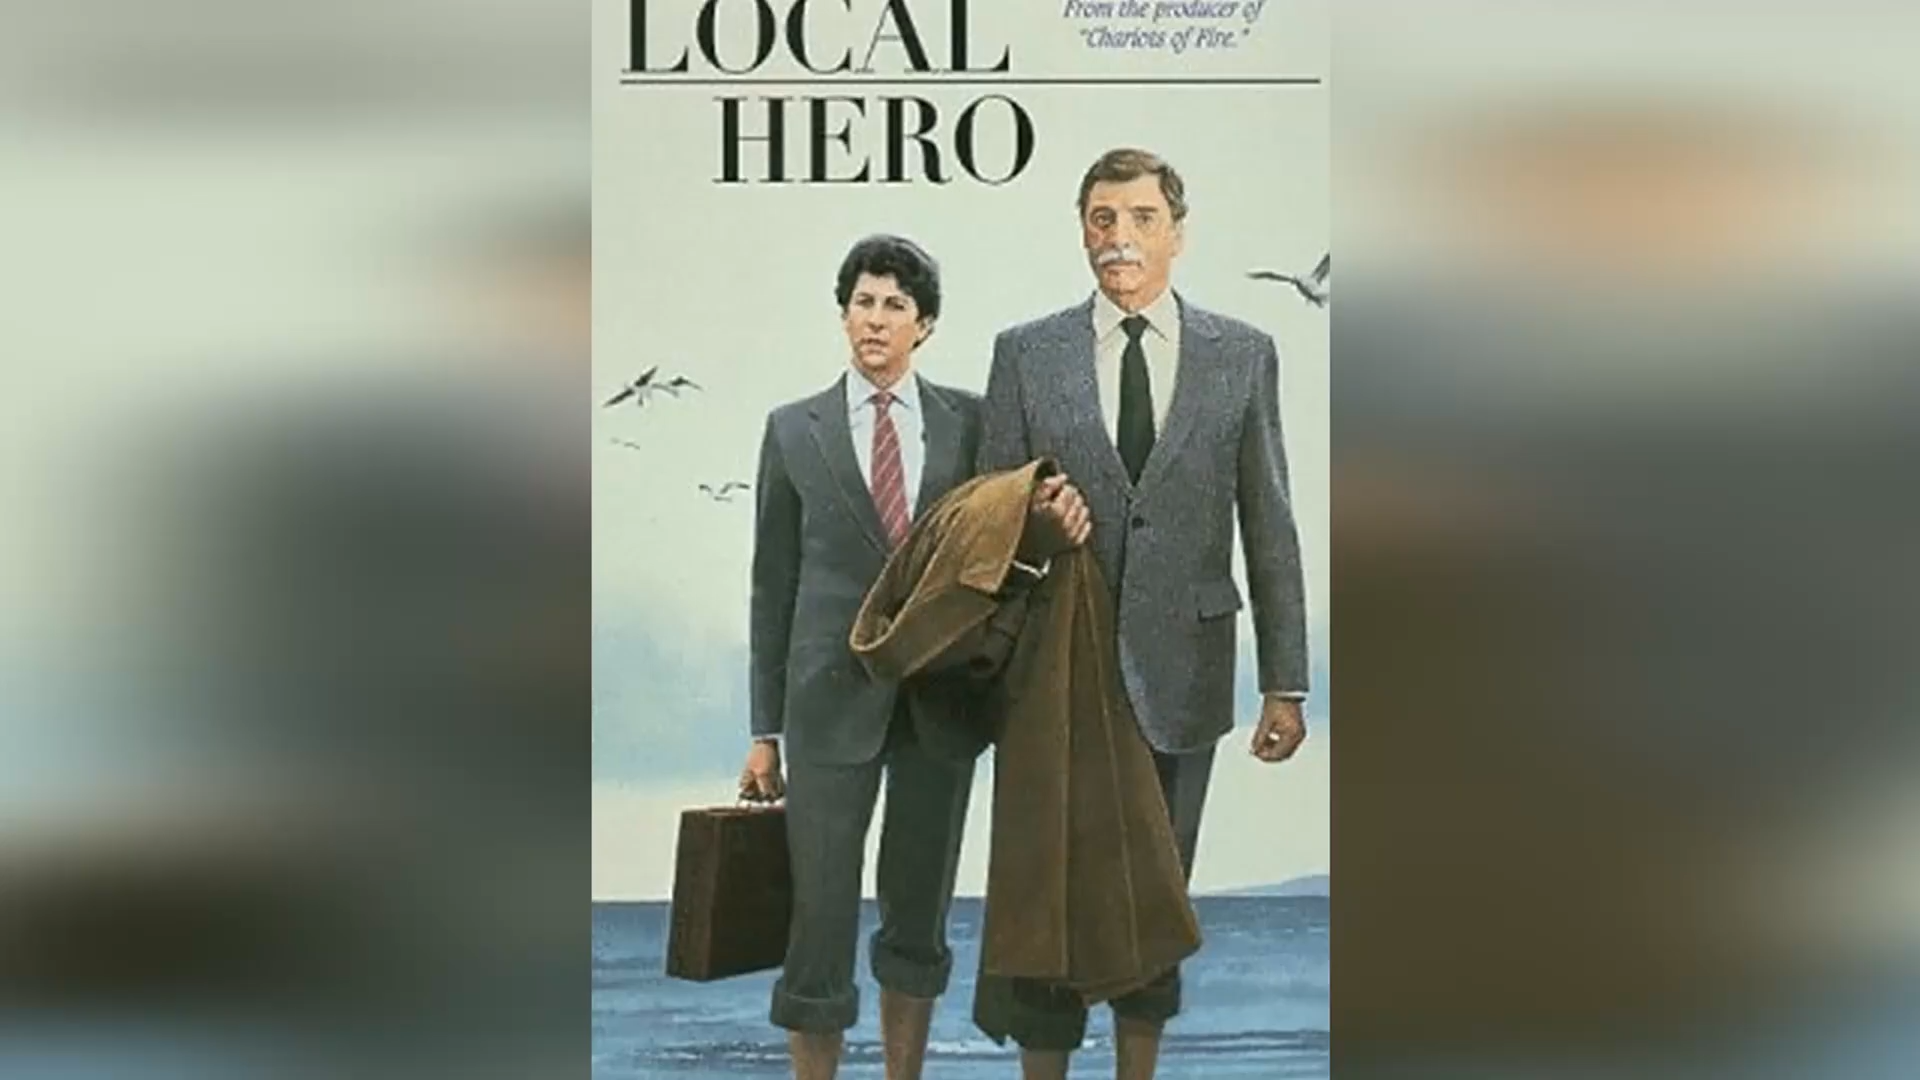 LOCAL
HERO
From the producer of
"Chariots of Fire."